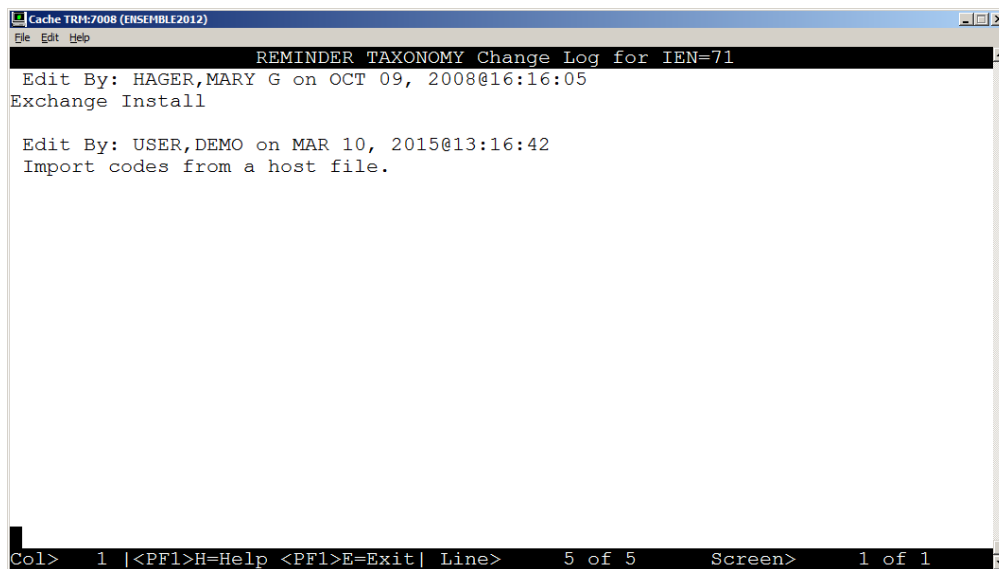 Cache TRM:7008 (ENSEMBLE2012)
File Edit Help
REMINDER TAXONOMY Change Log for IEN=71
Edit By: HAGER,MARY G on OCT 09, 2008@16:16:05
Exchange Install
Edit By: USER,DEMO on MAR 10, 2015@13:16:42
Import codes from a host file.
Col> 1 |<PF1>H=Help <PF1>E=Exit| Line> 5 of 5 Screen> 1 of 1